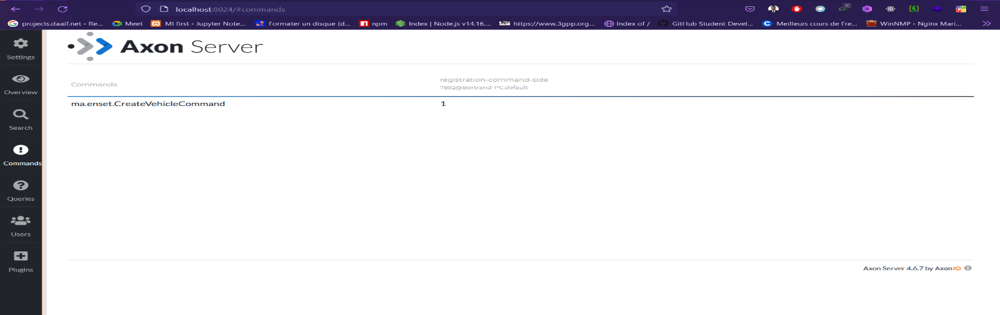 localhost:8024/#commands
projects.daaif.net - Re... Meet MI first - Jupyter Note... Formater un disque (d... npm Index | Node.js v14.16.... https://www.3gpp.org... Index of / GitHub Student Devel... Meilleurs cours de Fre... WinNMP - Nginx Mari...
Axon Server
Settings
Overview
Search
Commands
Queries
Users
Plugins
Commands registration-command-side
7892@Bertrand-PC.default
ma.enset.CreateVehicleCommand 1
Axon Server 4.6.7 by AxonIQ